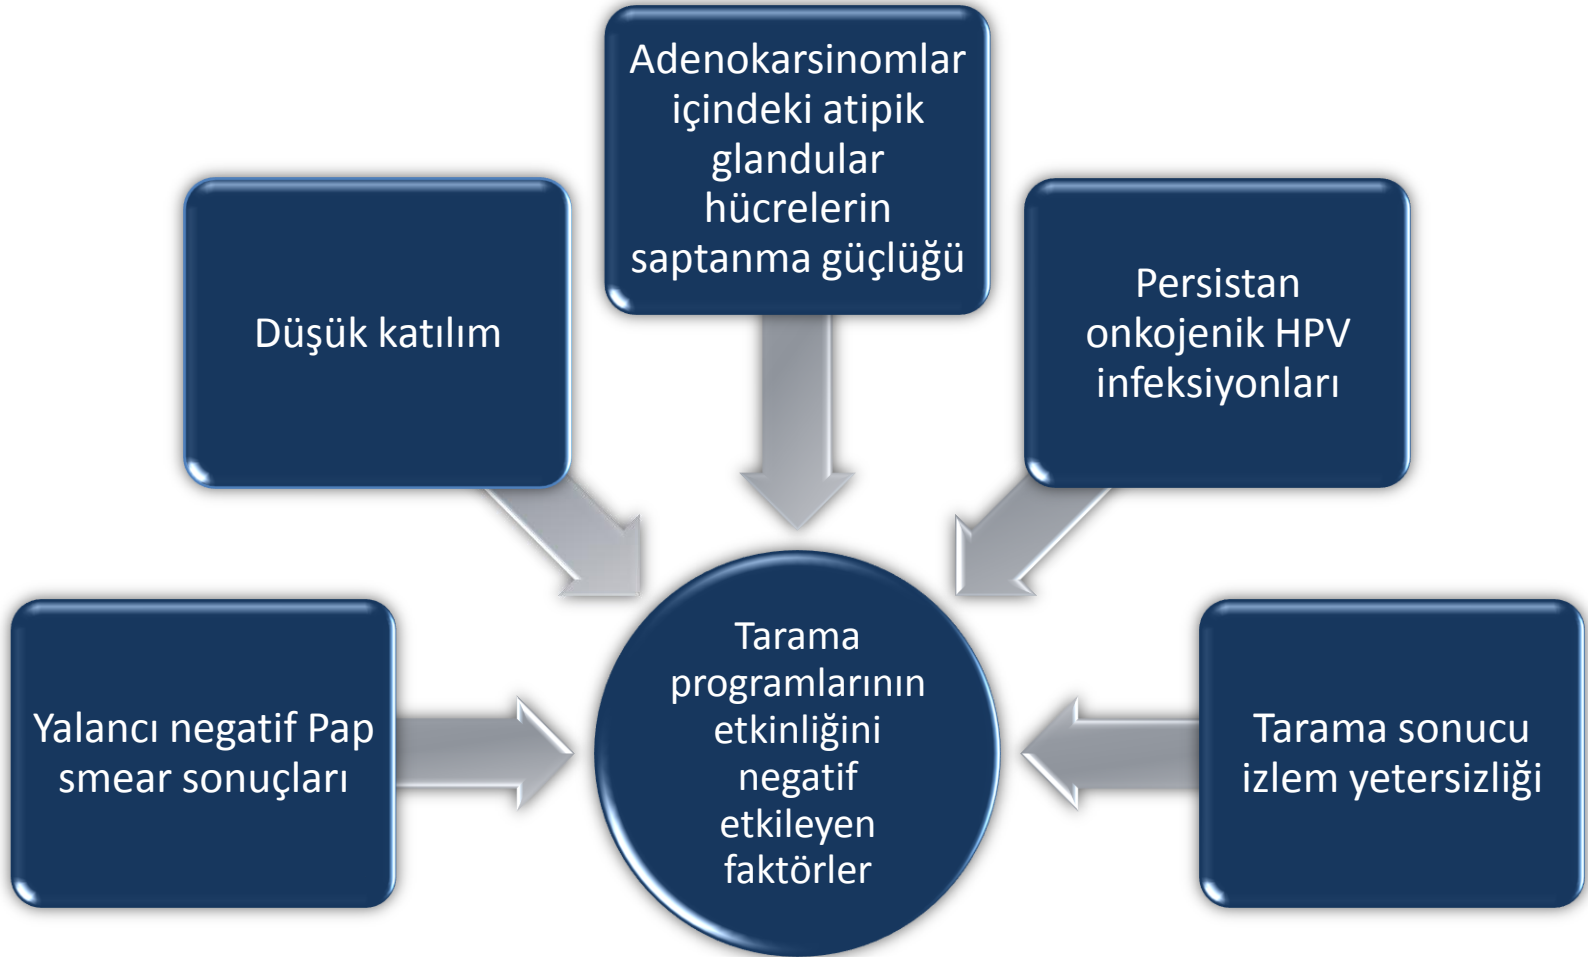 Adenokarsinomlar
içindeki atipik
glandular
hücrelerin
saptanma güçlüğü
Düşük katılım
Persistan
onkojenik HPV
infeksiyonları
Yalancı negatif Pap
smear sonuçları
Tarama
programlarının
etkinliğini
negatif
etkileyen
faktörler
Tarama sonucu
izlem yetersizliği